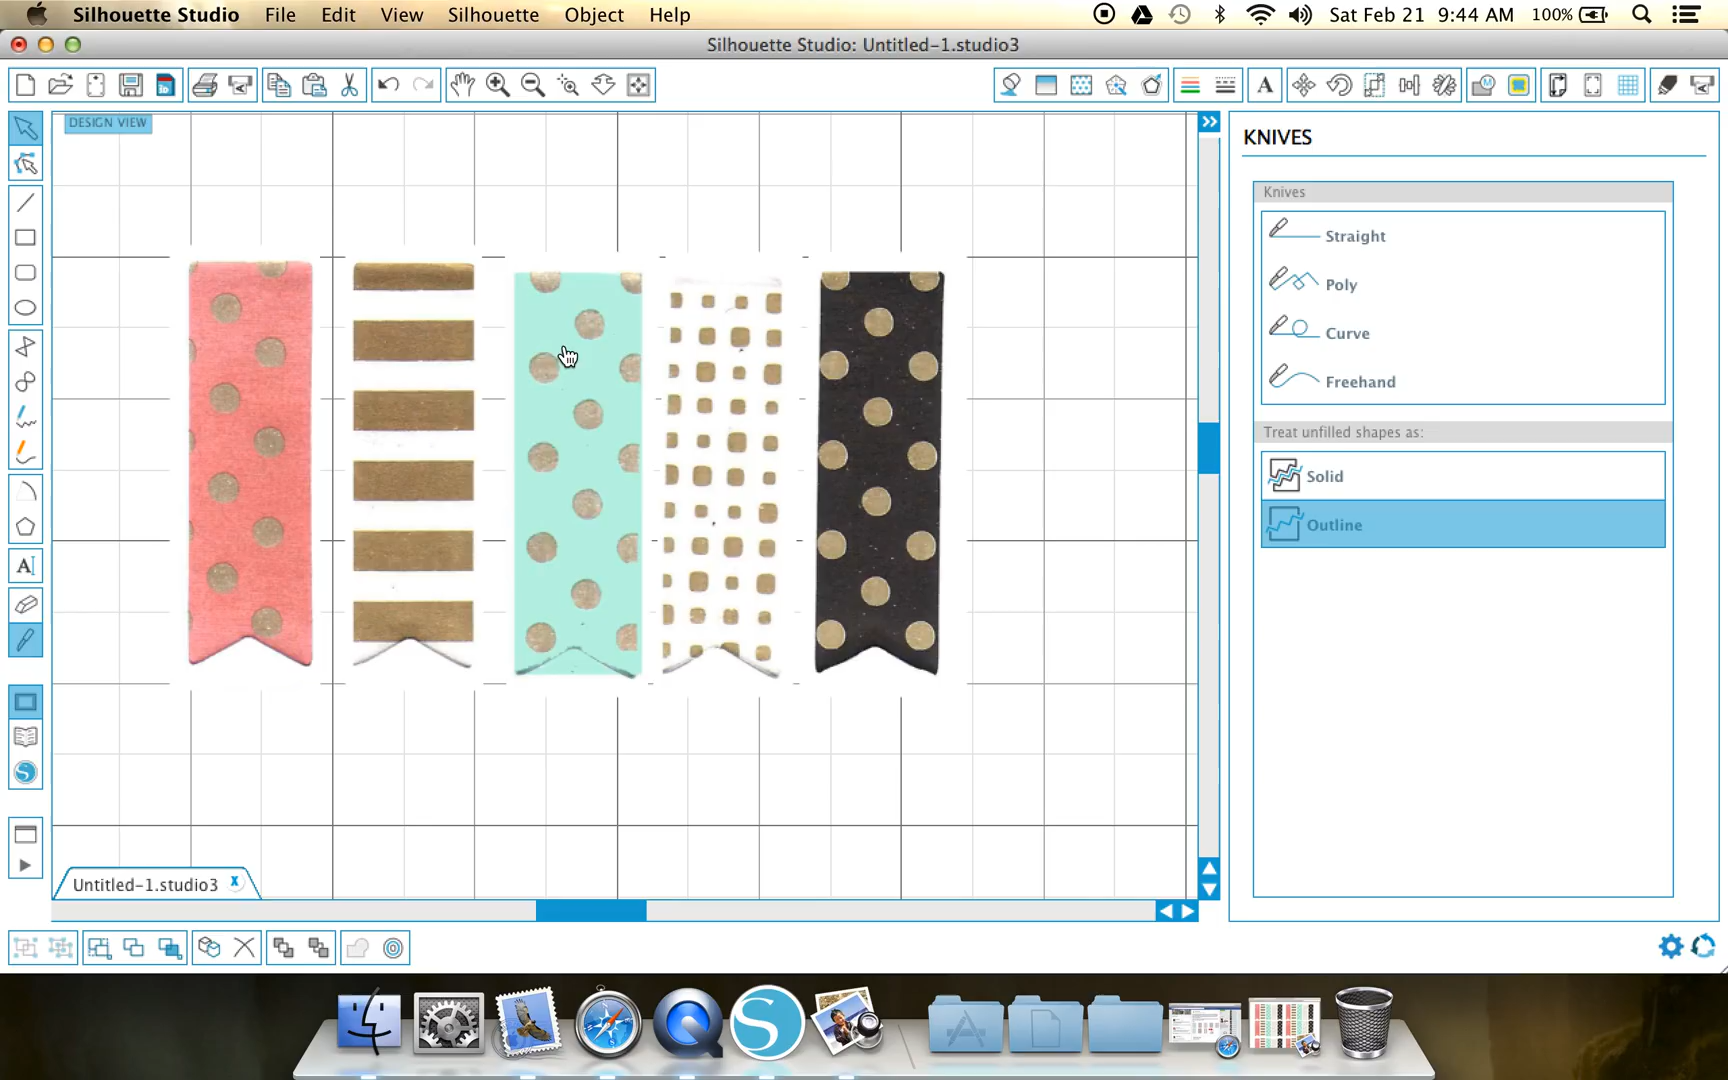 Silhouette Studio File Edit View Silhouette Object Help Sat Feb 21 9:44 AM 100%
Silhouette Studio: Untitled-1.studio3
DESIGN VIEW
KNIVES
Knives
Straight
Poly
Curve
Freehand
Treat unfilled shapes as:
Solid
Outline
Untitled-1.studio3 x